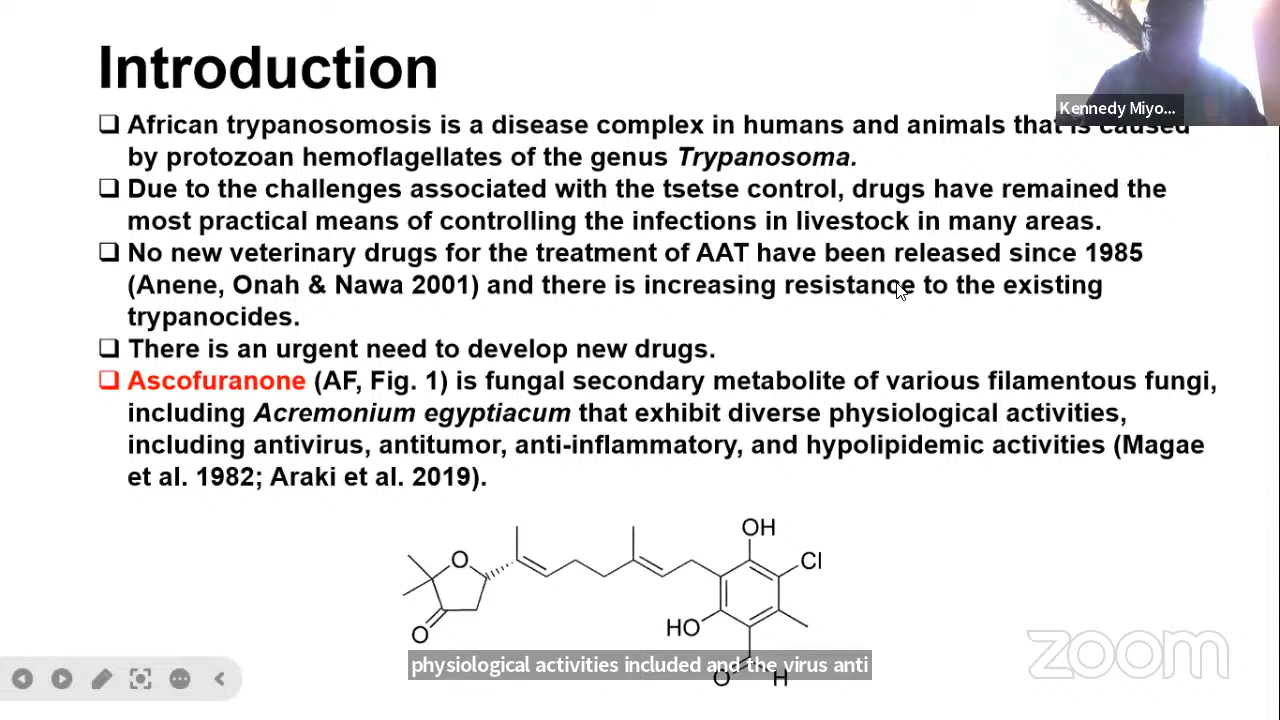 Introduction
Kennedy Miyo...
African trypanosomosis is a disease complex in humans and animals that is caused
by protozoan hemoflagellates of the genus Trypanosoma.
Due to the challenges associated with the tsetse control, drugs have remained the
most practical means of controlling the infections in livestock in many areas.
No new veterinary drugs for the treatment of AAT have been released since 1985
(Anene, Onah & Nawa 2001) and there is increasing resistance to the existing
trypanocides.
There is an urgent need to develop new drugs.
Ascofuranone (AF, Fig. 1) is fungal secondary metabolite of various filamentous fungi,
including Acremonium egyptiacum that exhibit diverse physiological activities,
including antivirus, antitumor, anti-inflammatory, and hypolipidemic activities (Magae
et al. 1982; Araki et al. 2019).
OH
O
Cl
O
HO
physiological activities included and the virus anti
O H
zoom